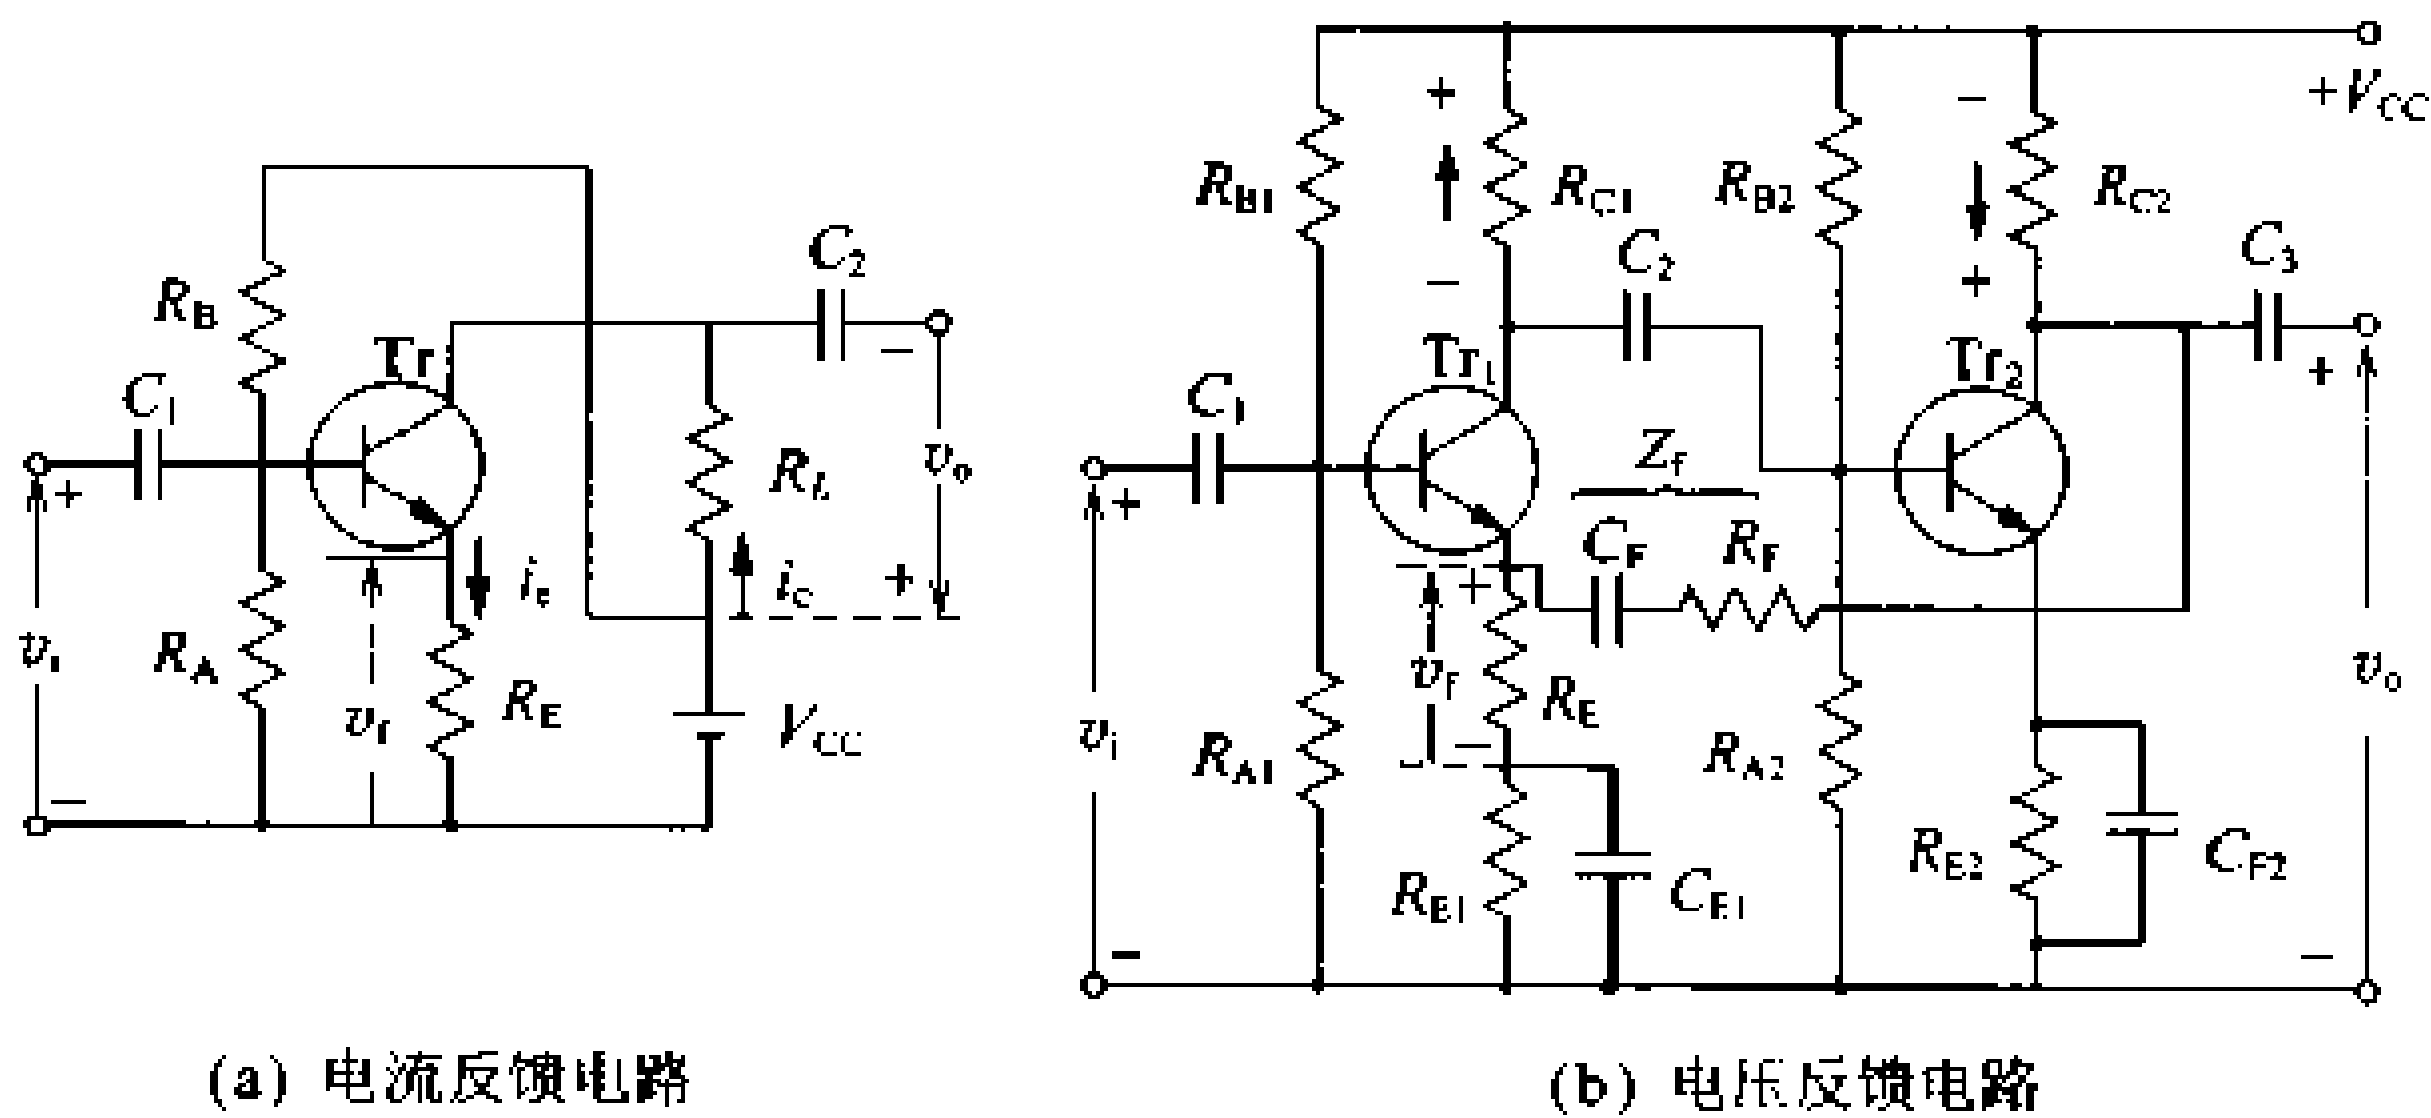 R_B
C_1
Tr
C_2
R_L
v_o
i_e
i_c
v_i
R_A
v_f
R_E
V_CC
(a) 电流反馈电路
+V_CC
R_B1
R_C1
R_B2
R_C2
C_2
C_3
Tr_1
Tr_2
C_1
Z_f
C_F
R_F
v_f
R_E
v_i
R_A1
R_A2
v_o
R_E1
C_E1
R_E2
(b) 电压反馈电路